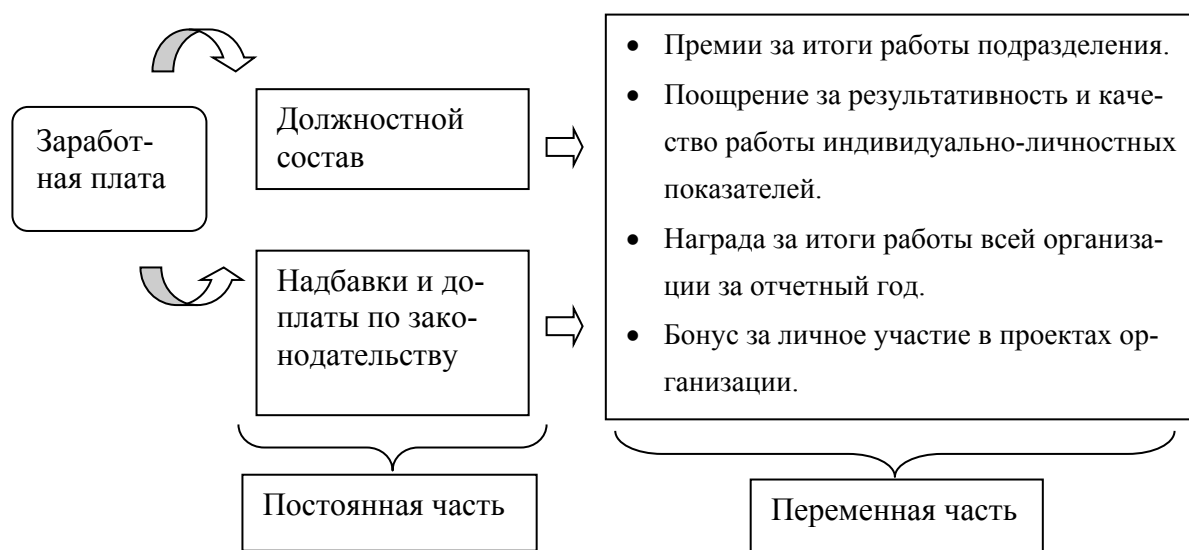 Заработ-
ная плата
Должностной
состав
Надбавки и до-
платы по зако-
нодательству
• Премии за итоги работы подразделения.
• Поощрение за результативность и каче-
ство работы индивидуально-личностных
показателей.
• Награда за итоги работы всей организа-
ции за отчетный год.
• Бонус за личное участие в проектах ор-
ганизации.
Постоянная часть
Переменная часть